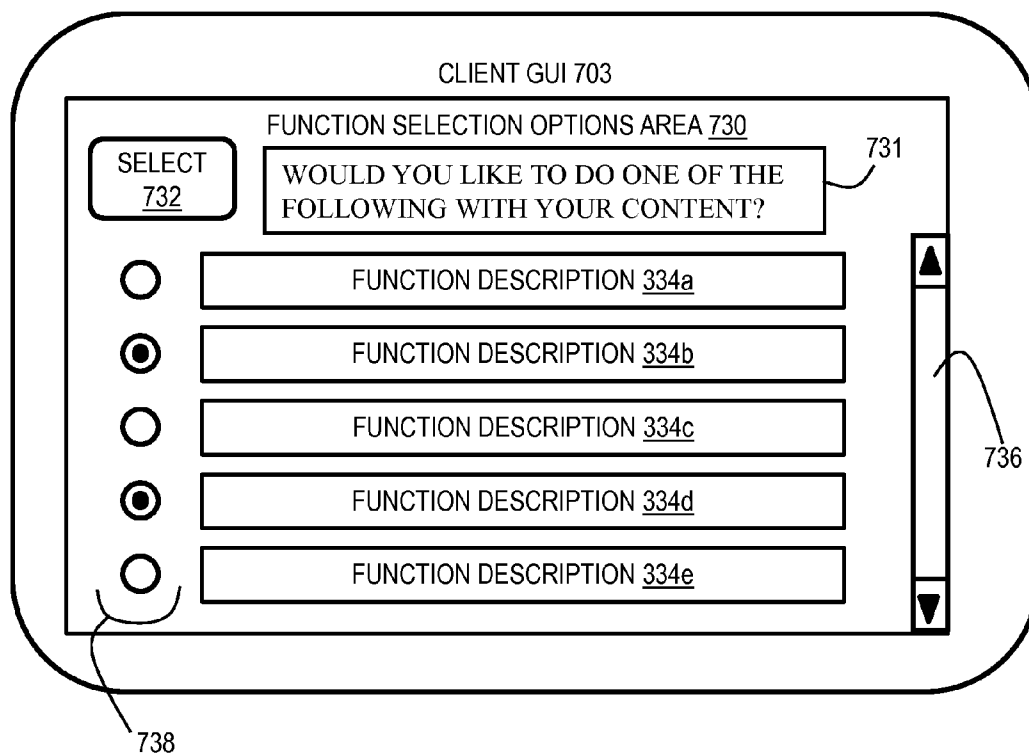 CLIENT GUI 703
FUNCTION SELECTION OPTIONS AREA 730
SELECT
732
WOULD YOU LIKE TO DO ONE OF THE
FOLLOWING WITH YOUR CONTENT?
731
FUNCTION DESCRIPTION 334a
FUNCTION DESCRIPTION 334b
FUNCTION DESCRIPTION 334c
FUNCTION DESCRIPTION 334d
FUNCTION DESCRIPTION 334e
736
738